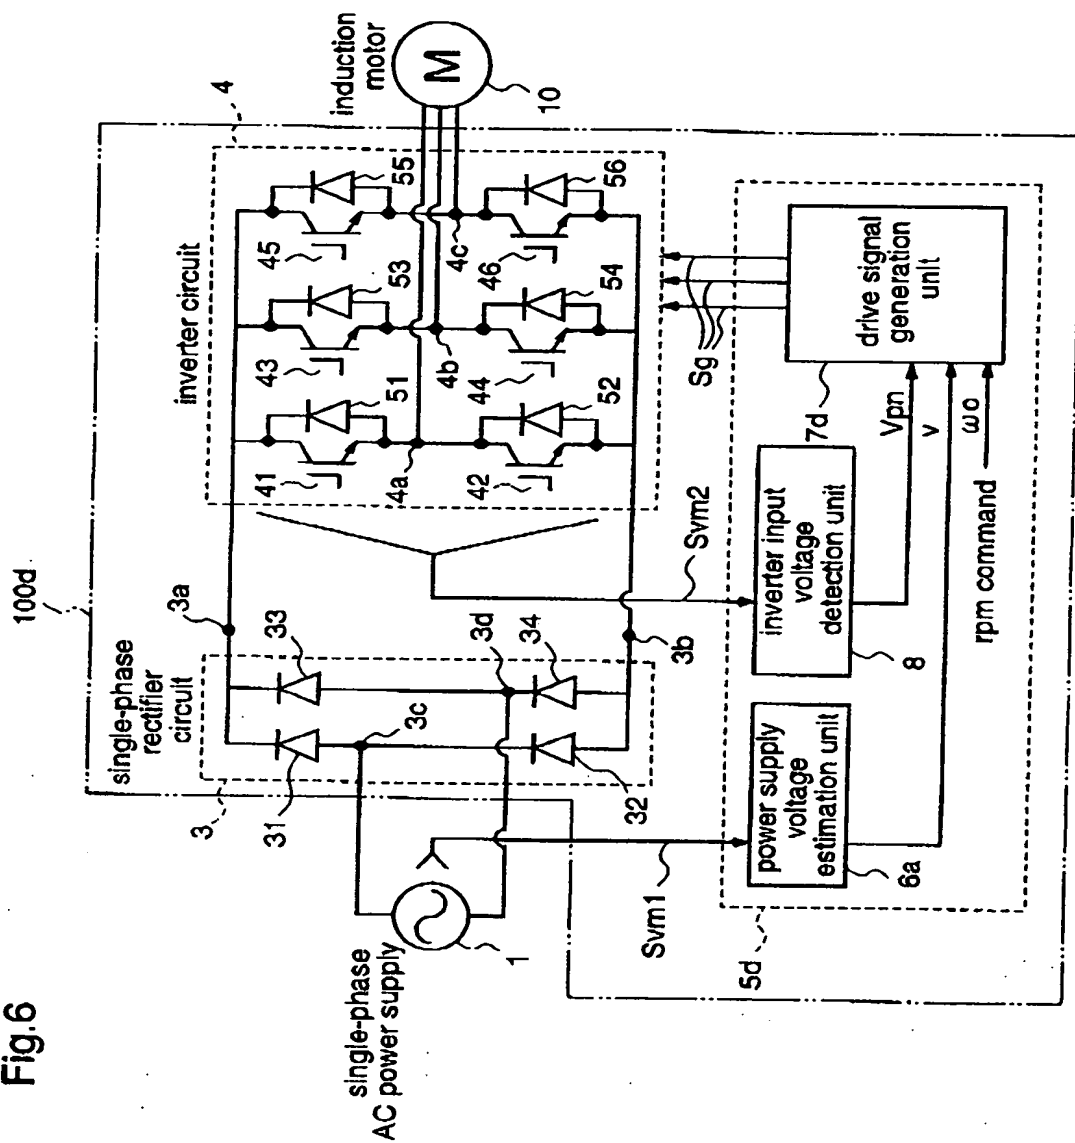 Fig.6
100d
single-phase
rectifier
circuit
3
31
32
33
34
3a
3b
3c
3d
single-phase
AC power supply
1
inverter circuit
4
41
51
43
53
45
55
4a
4b
4c
42
52
44
54
46
56
induction
motor
M
10
Svm1
Svm2
Sg
5d
power supply
voltage
estimation unit
6a
inverter input
voltage
detection unit
8
drive signal
generation
unit
7d
Vpn
v
ωo
rpm command